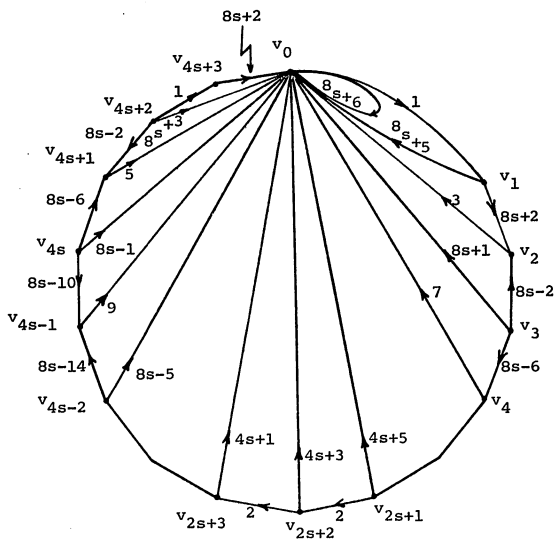 8s+2
v₀
v₄ₛ₊₃
1
8s+6
1
v₄ₛ₊₂
8s+3
8s+5
8s-2
v₄ₛ₊₁
5
v₁
3
8s-6
8s+2
v₄ₛ
8s-1
8s+1
v₂
8s-10
9
7
8s-2
v₄ₛ₋₁
v₃
8s-14
8s-5
8s-6
v₄ₛ₋₂
v₄
4s+1
4s+3
4s+5
2
2
v₂ₛ₊₃
v₂ₛ₊₂
v₂ₛ₊₁